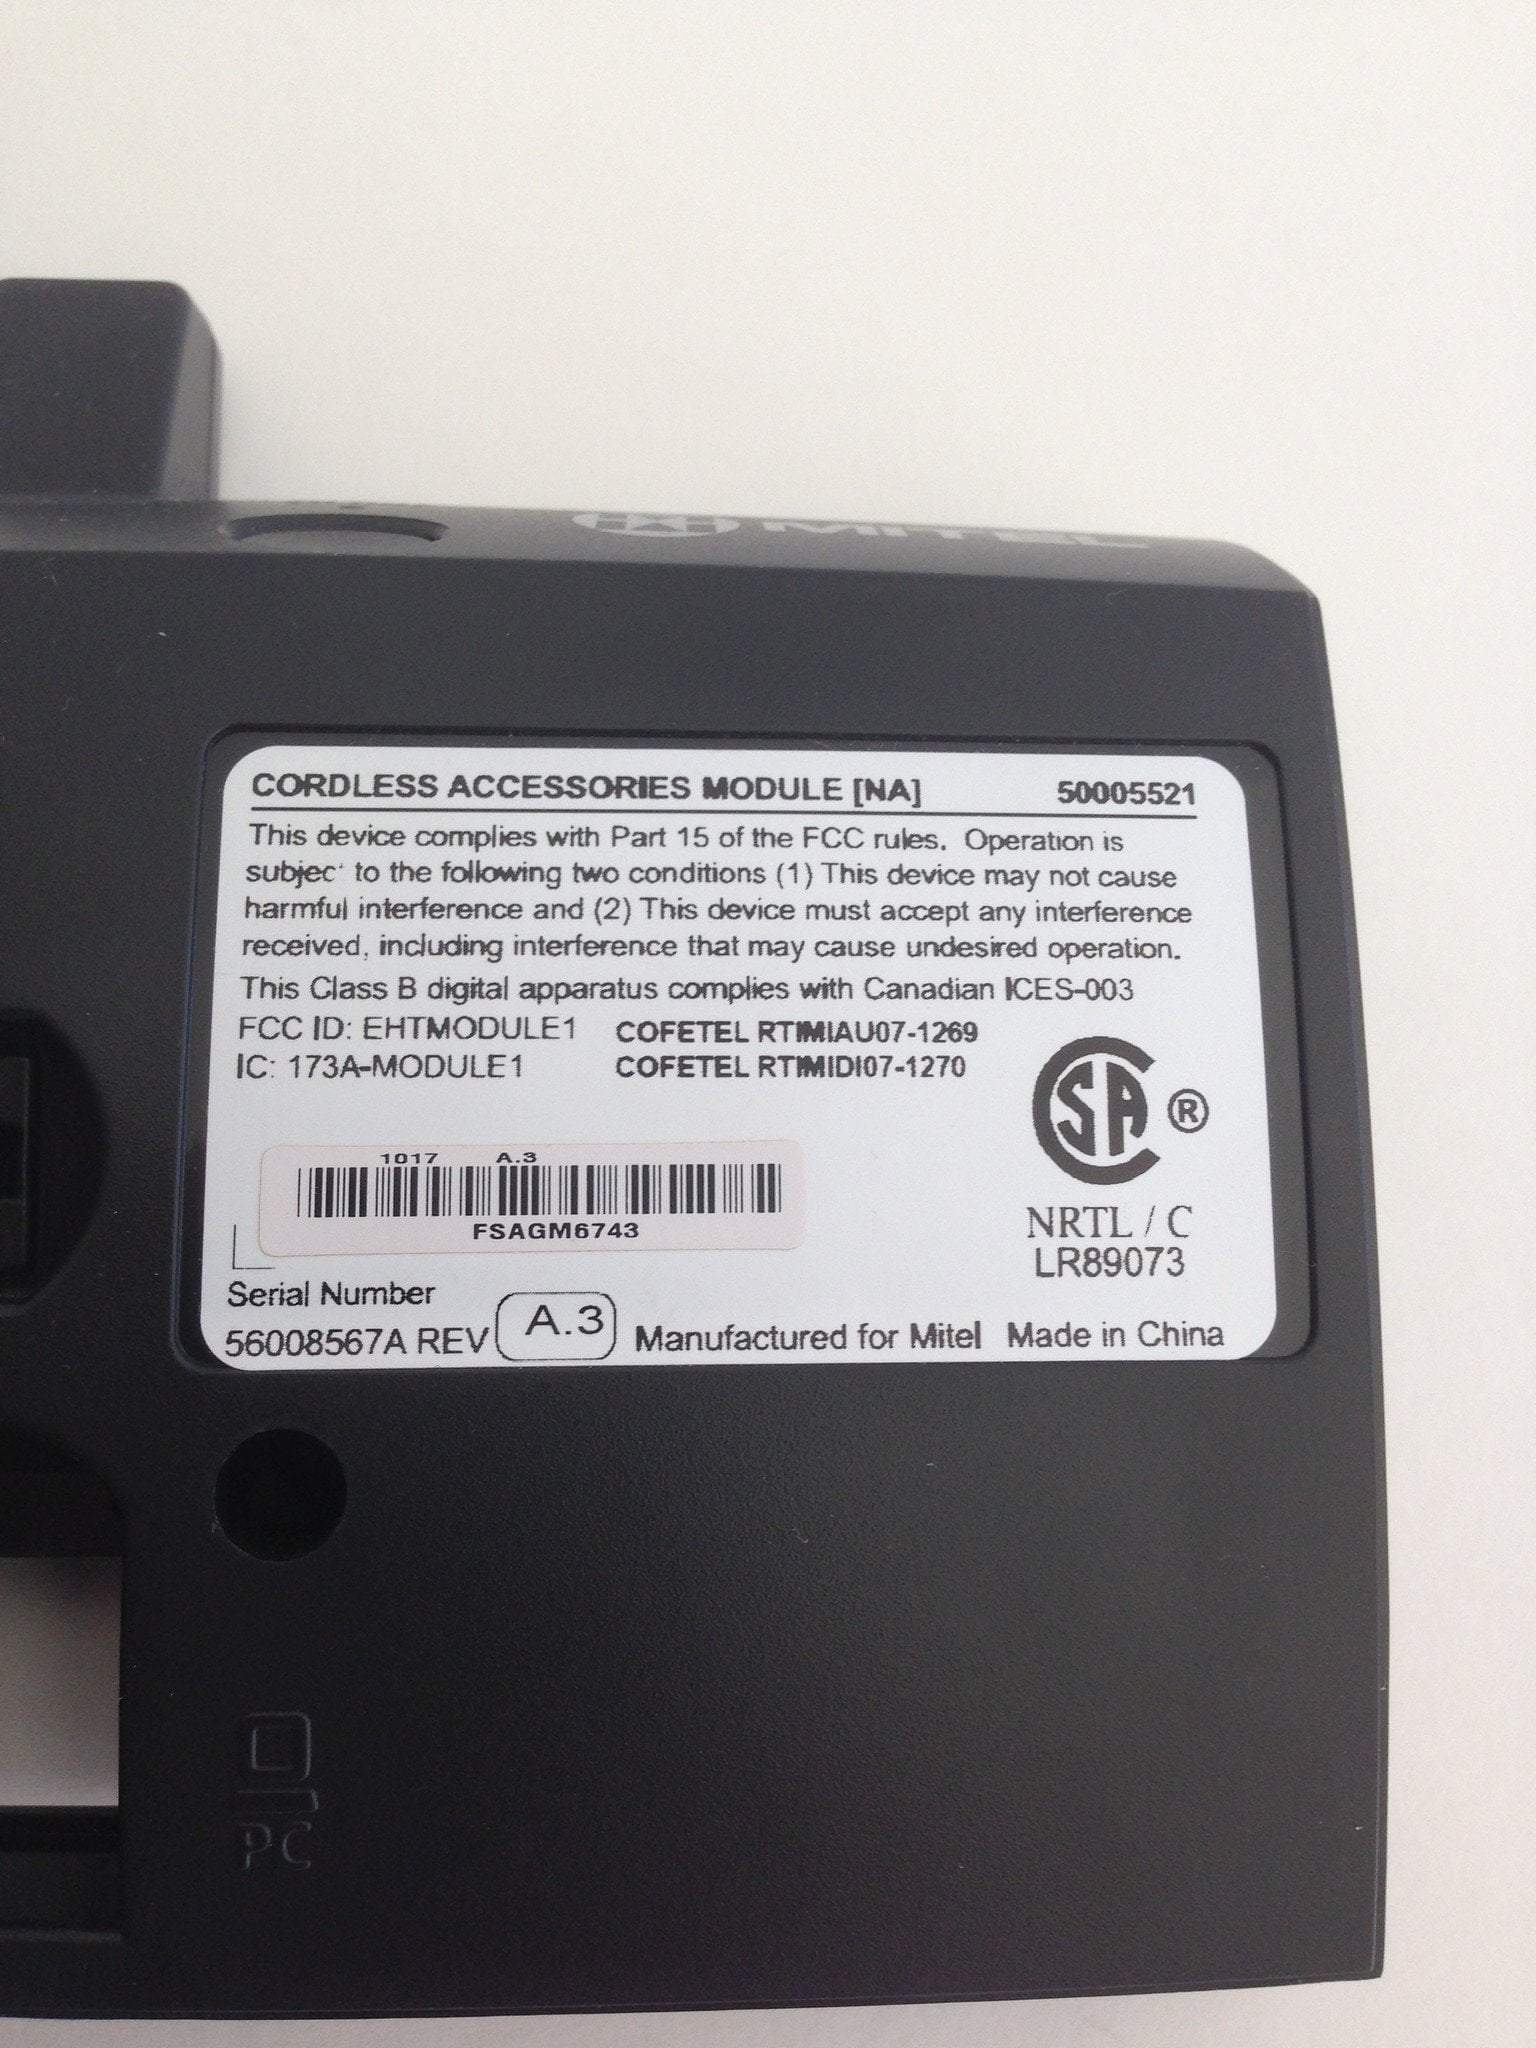 MITEL
CORDLESS ACCESSORIES MODULE [NA] 50005521
This device complies with Part 15 of the FCC rules. Operation is
subjec to the following two conditions (1) This device may not cause
harmful interference and (2) This device must accept any interference
received, including interference that may cause undesired operation.
This Class B digital apparatus complies with Canadian ICES-003
FCC ID: EHTMODULE1 COFETEL RTIMIAU07-1269
IC: 173A-MODULE1 COFETEL RTIMIDI07-1270
SA ®
NRTL / C
LR89073
1017 A.3
FSAGM6743
Serial Number
56008567A REV A.3 Manufactured for Mitel Made in China
PC